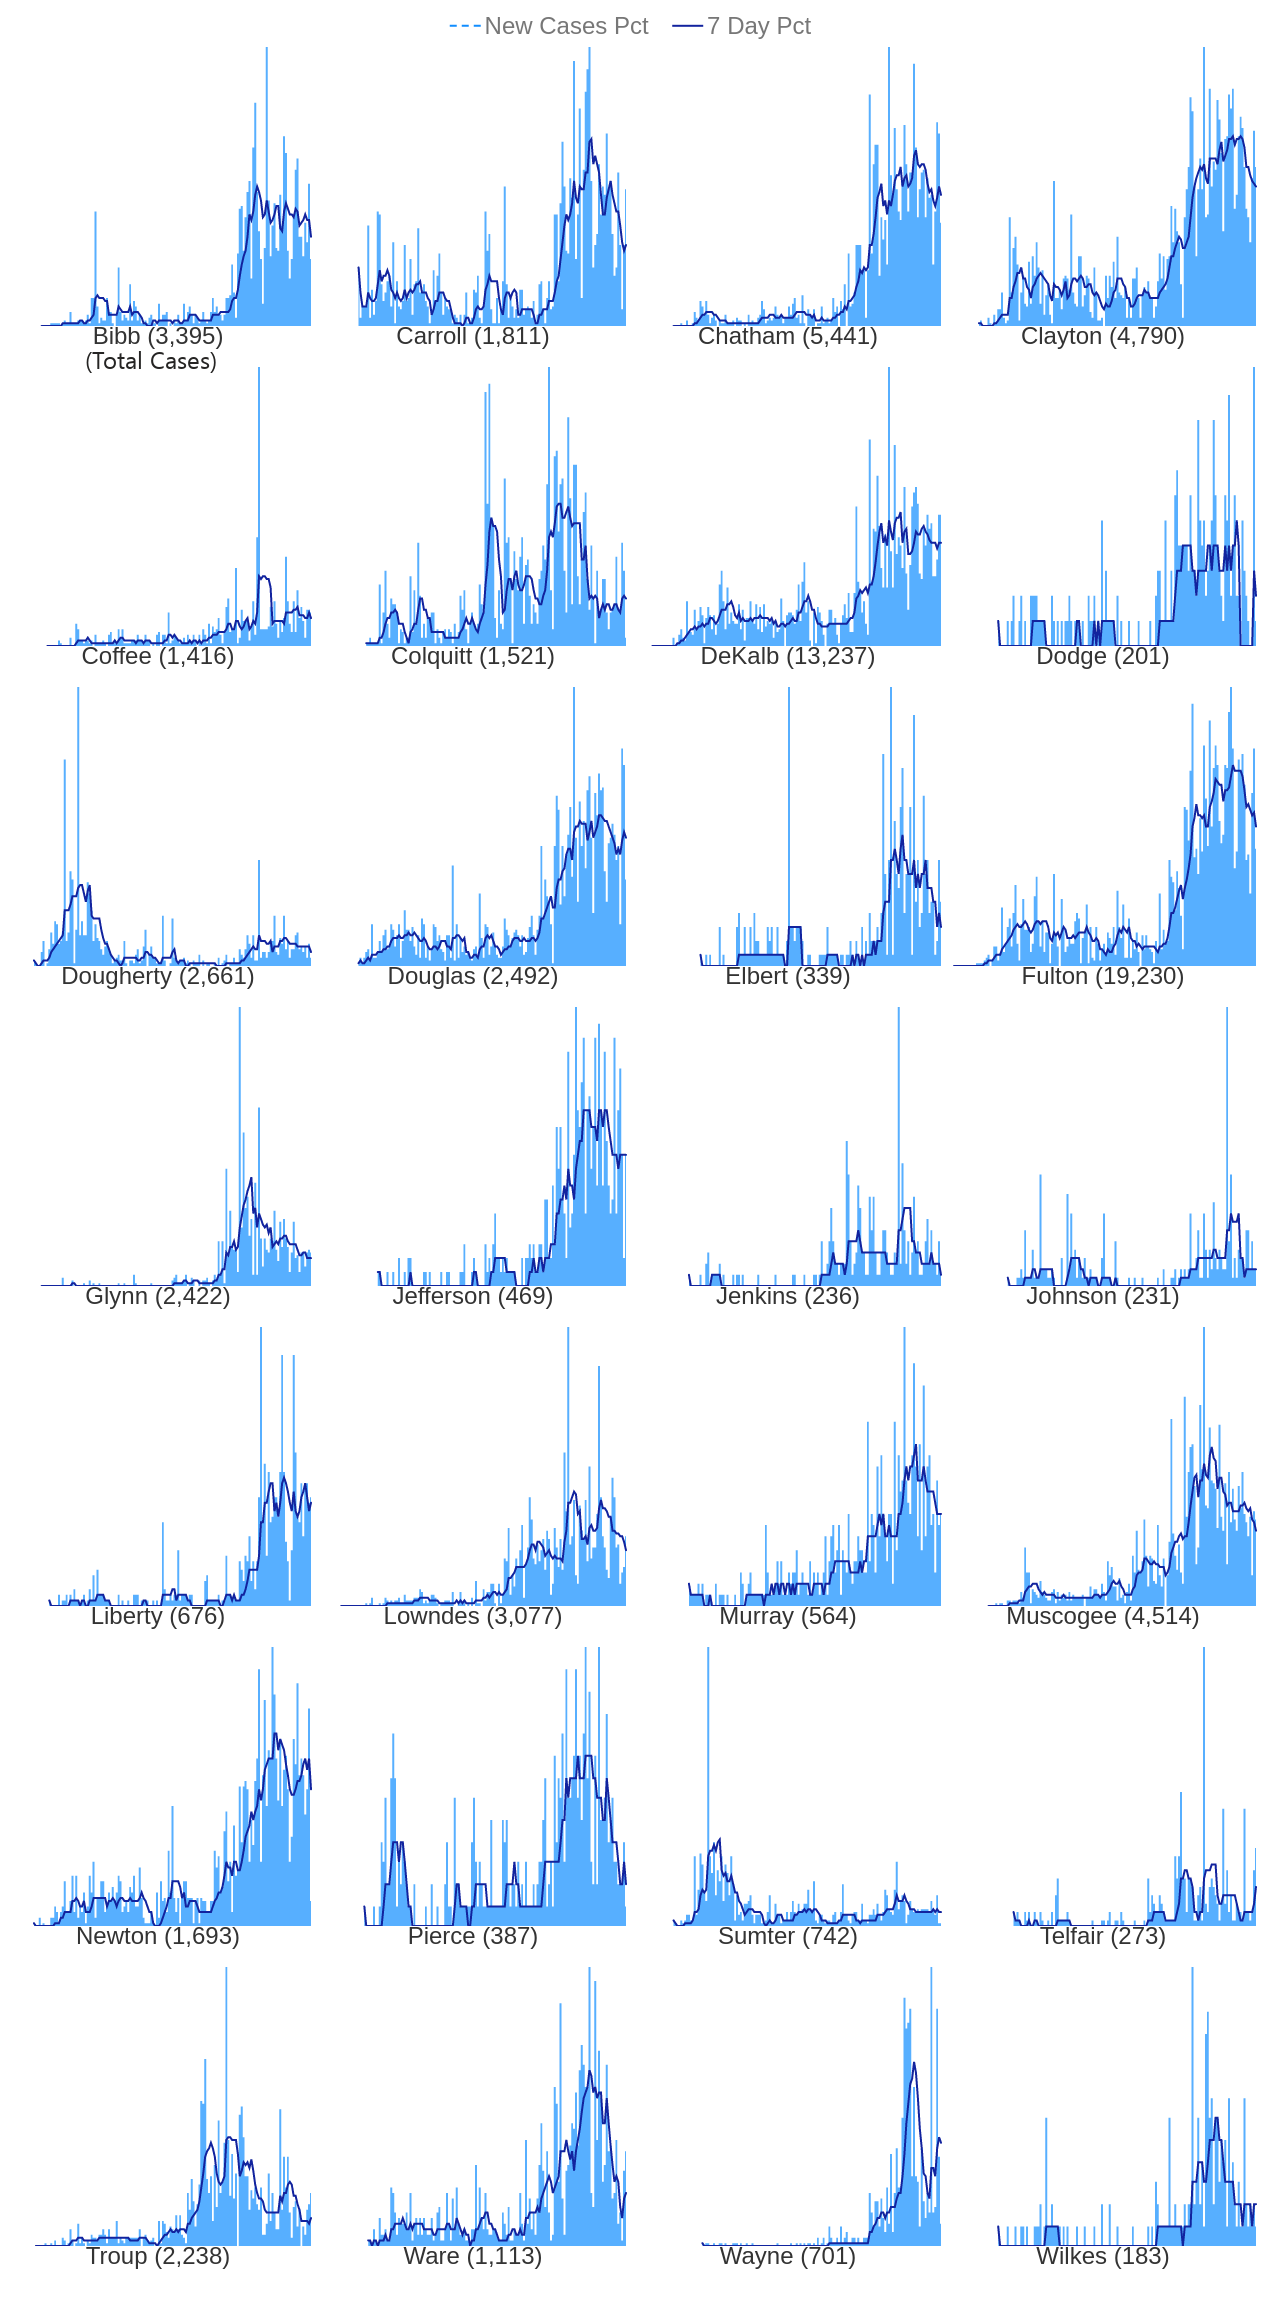 New Cases Pct 7 Day Pct
Bibb (3,395) Carroll (1,811) Chatham (5,441) Clayton (4,790)
(Total Cases)
Coffee (1,416) Colquitt (1,521) DeKalb (13,237) Dodge (201)
Dougherty (2,661) Douglas (2,492) Elbert (339) Fulton (19,230)
Glynn (2,422) Jefferson (469) Jenkins (236) Johnson (231)
Liberty (676) Lowndes (3,077) Murray (564) Muscogee (4,514)
Newton (1,693) Pierce (387) Sumter (742) Telfair (273)
Troup (2,238) Ware (1,113) Wayne (701) Wilkes (183)